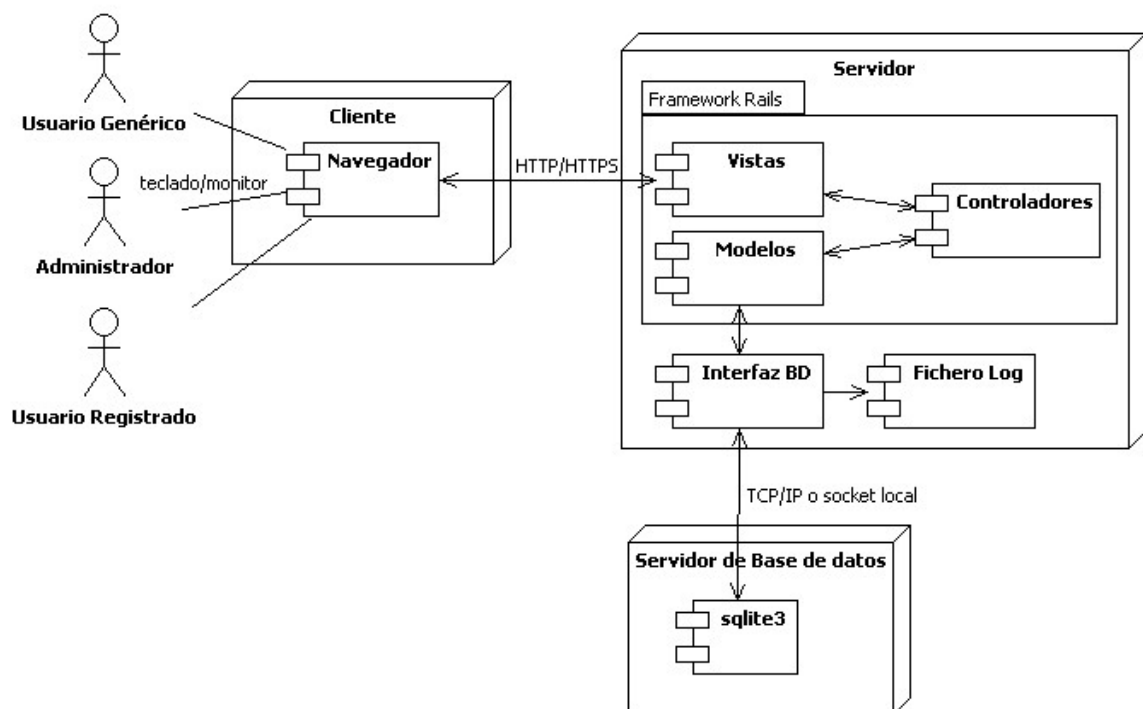 Servidor
Framework Rails
Cliente
Usuario Genérico
Navegador
HTTP/HTTPS
Vistas
teclado/monitor
Controladores
Administrador
Modelos
Usuario Registrado
Interfaz BD
Fichero Log
TCP/IP o socket local
Servidor de Base de datos
sqlite3